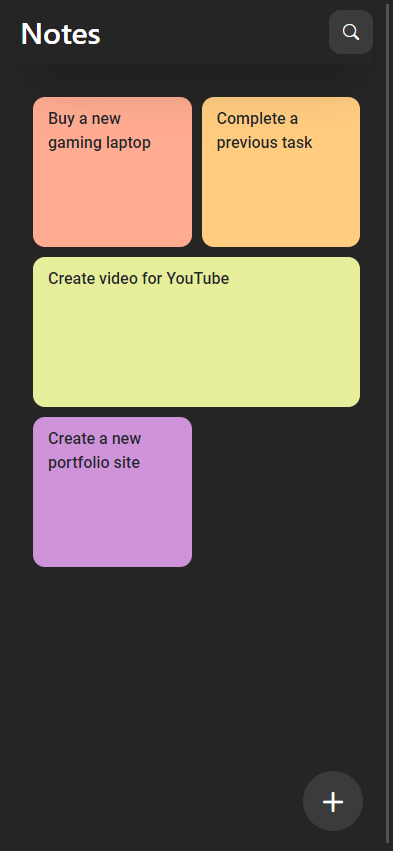 Notes
Buy a new
gaming laptop
Complete a
previous task
Create video for YouTube
Create a new
portfolio site